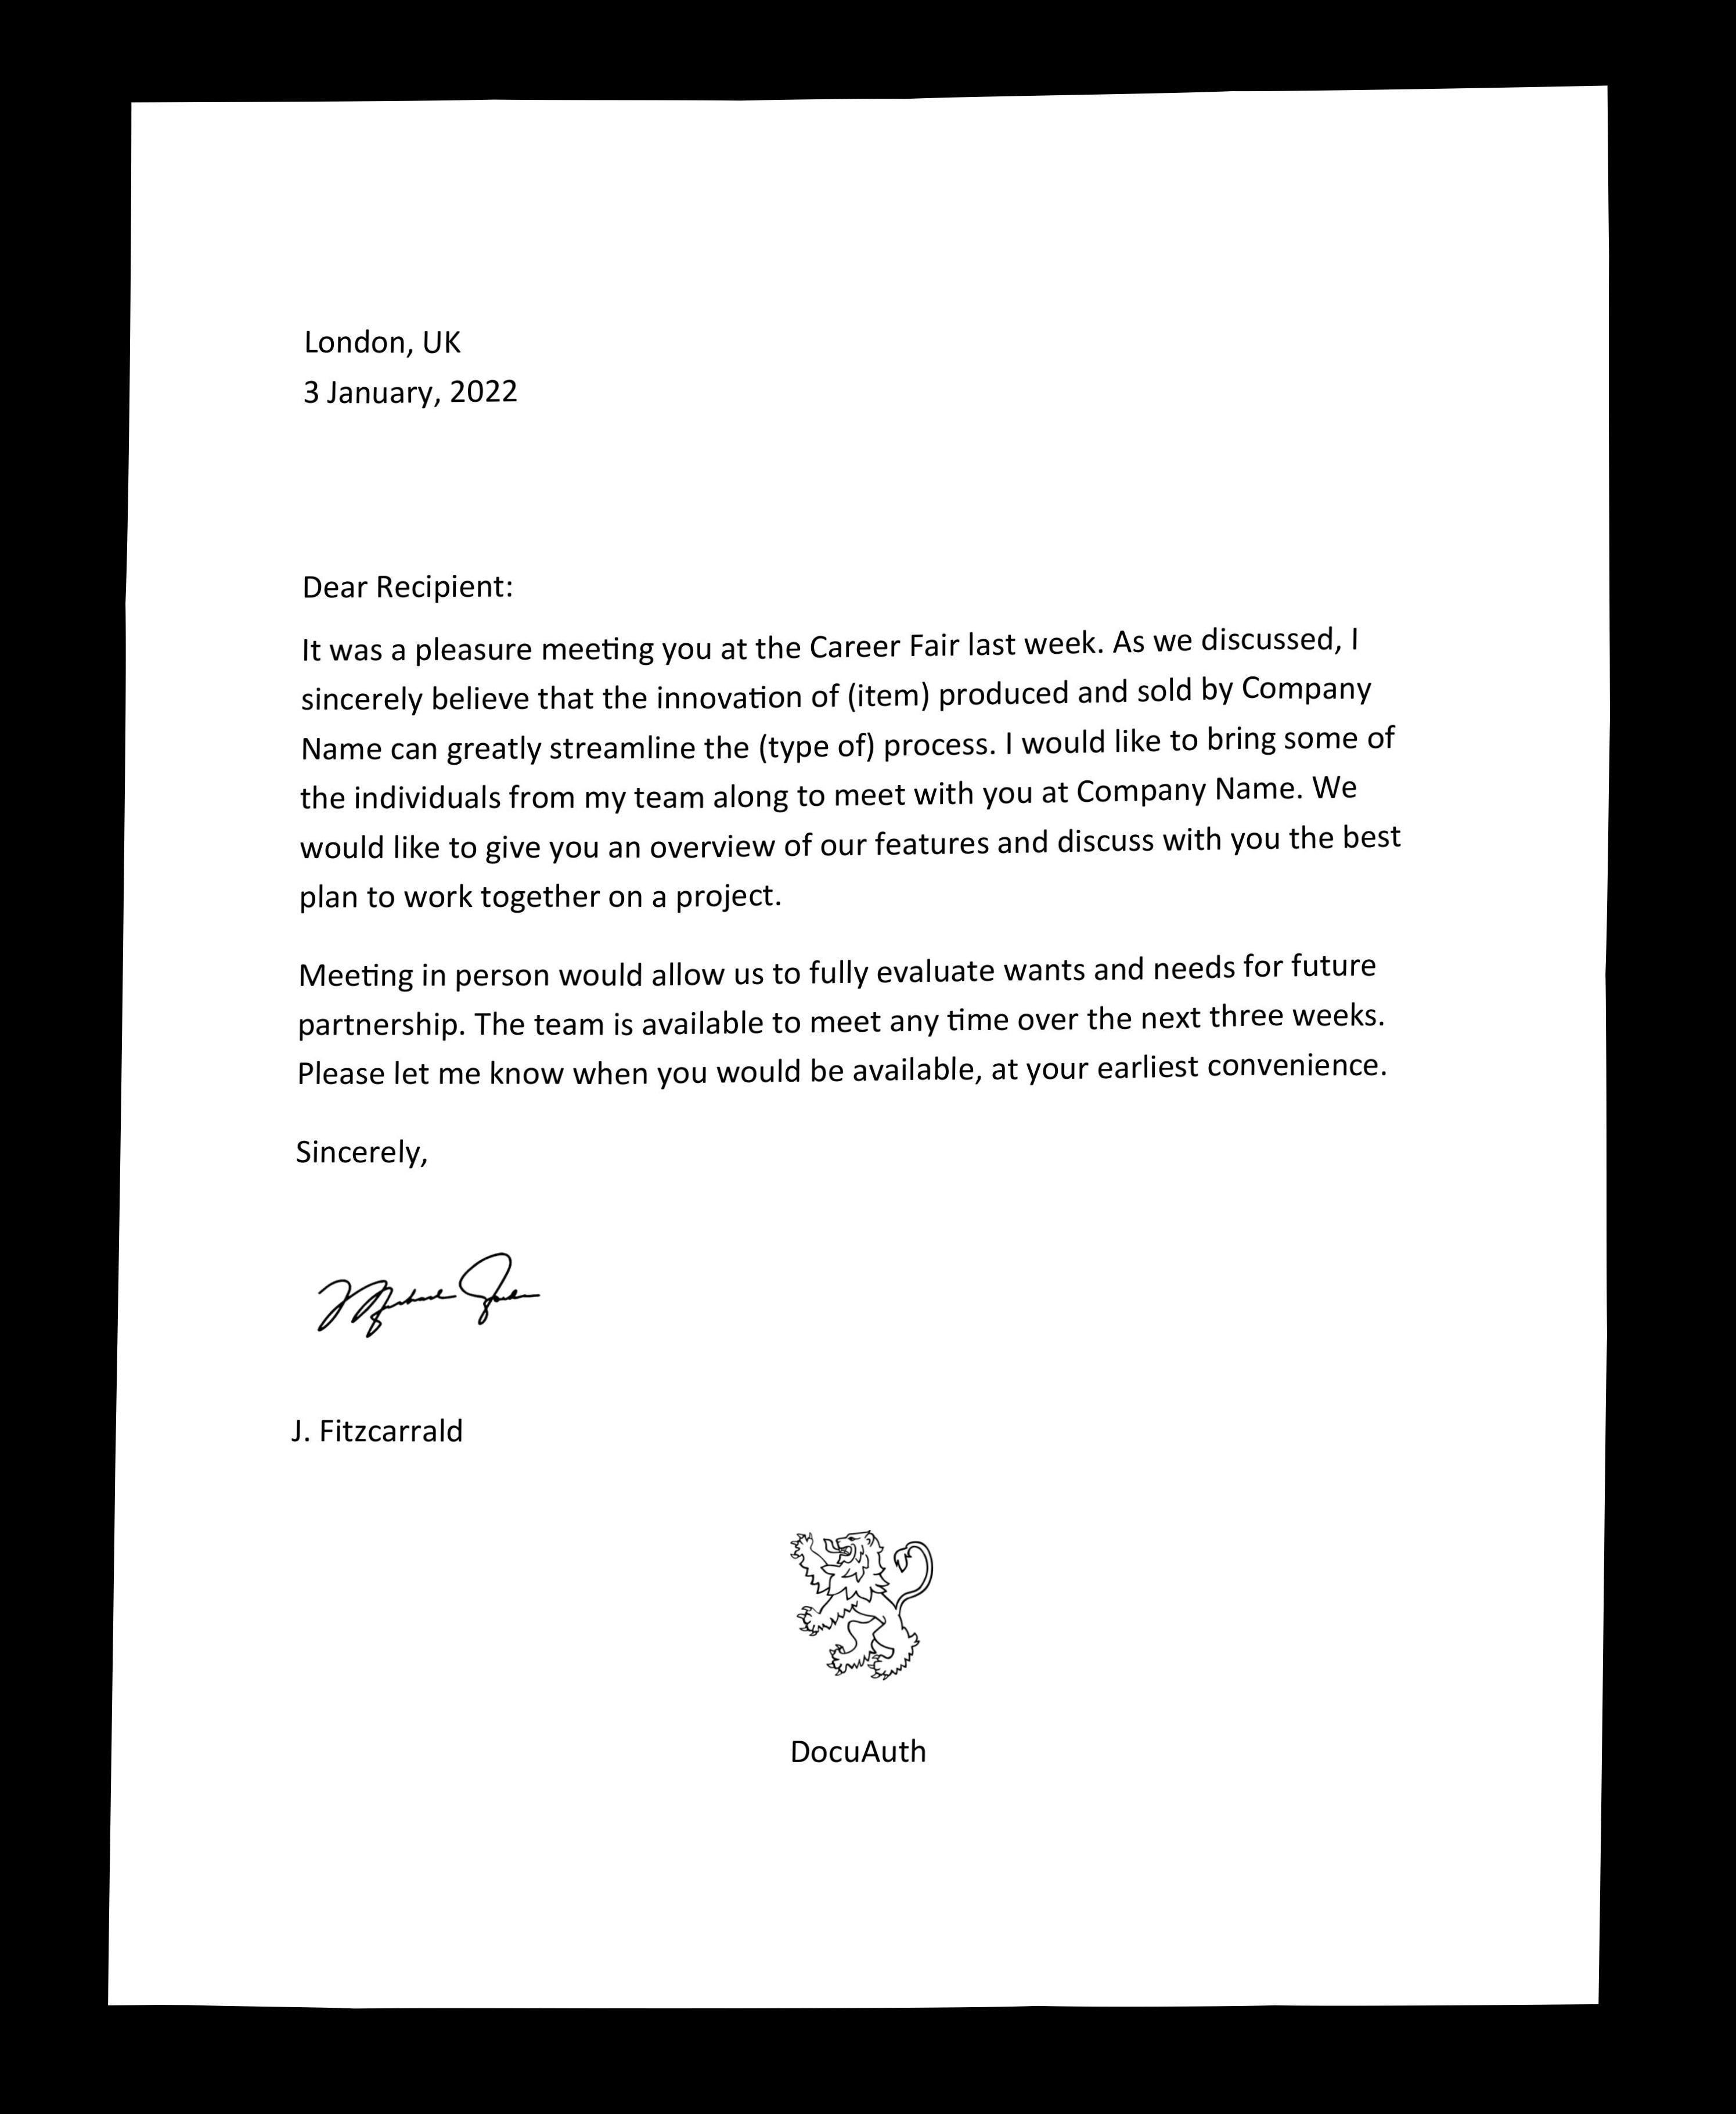 London, UK
3 January, 2022
Dear Recipient:
It was a pleasure meeting you at the Career Fair last week. As we discussed, I
sincerely believe that the innovation of (item) produced and sold by Company
Name can greatly streamline the (type of) process. I would like to bring some of
the individuals from my team along to meet with you at Company Name. We
would like to give you an overview of our features and discuss with you the best
plan to work together on a project.
Meeting in person would allow us to fully evaluate wants and needs for future
partnership. The team is available to meet any time over the next three weeks.
Please let me know when you would be available, at your earliest convenience.
Sincerely,
J. Fitzcarrald
DocuAuth